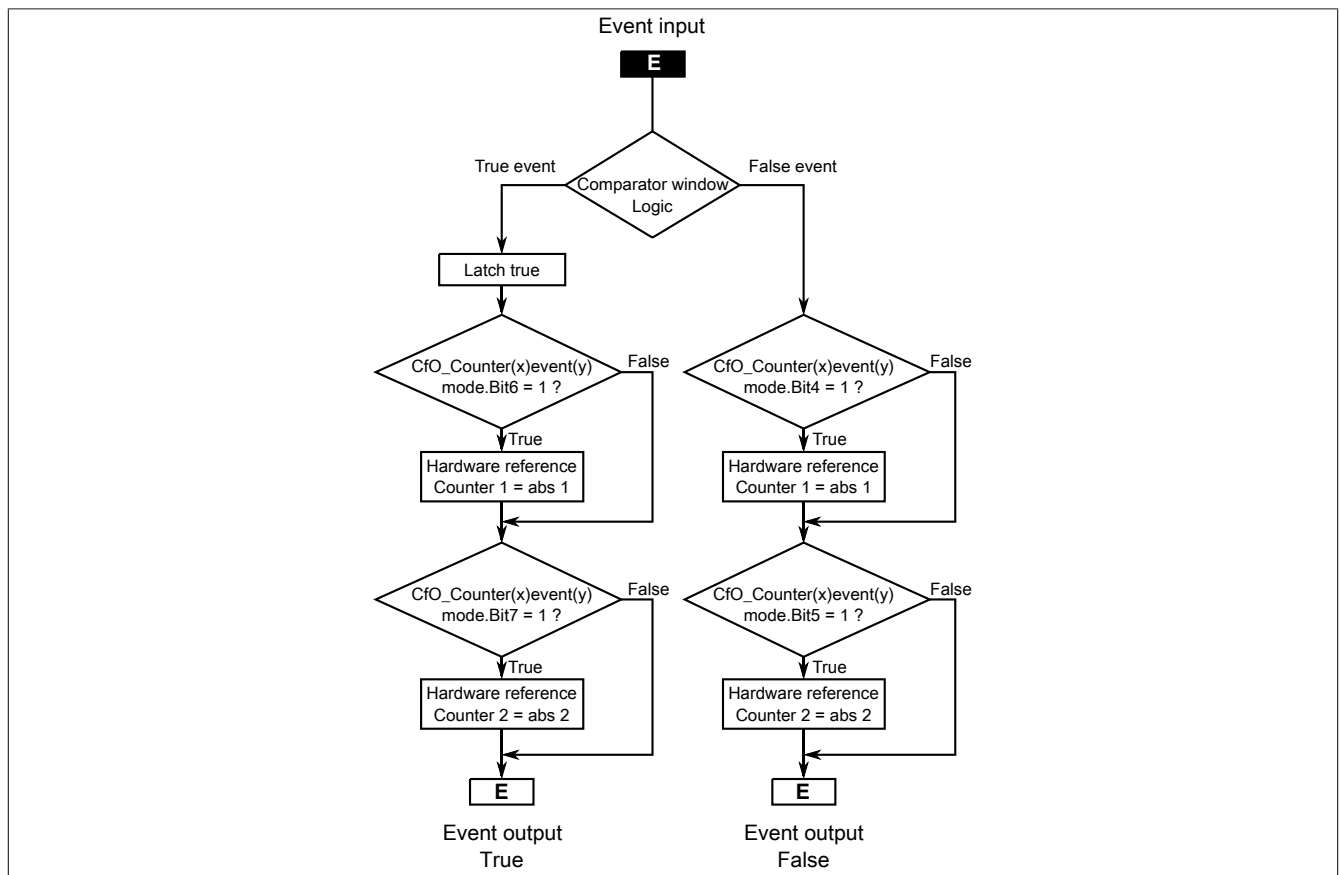 Event input
E
True event
False event
Comparator window
Logic
Latch true
CfO_Counter(x)event(y)
mode.Bit6 = 1 ?
False
True
Hardware reference
Counter 1 = abs 1
CfO_Counter(x)event(y)
mode.Bit7 = 1 ?
False
True
Hardware reference
Counter 2 = abs 2
E
Event output
True
CfO_Counter(x)event(y)
mode.Bit4 = 1 ?
False
True
Hardware reference
Counter 1 = abs 1
CfO_Counter(x)event(y)
mode.Bit5 = 1 ?
False
True
Hardware reference
Counter 2 = abs 2
E
Event output
False